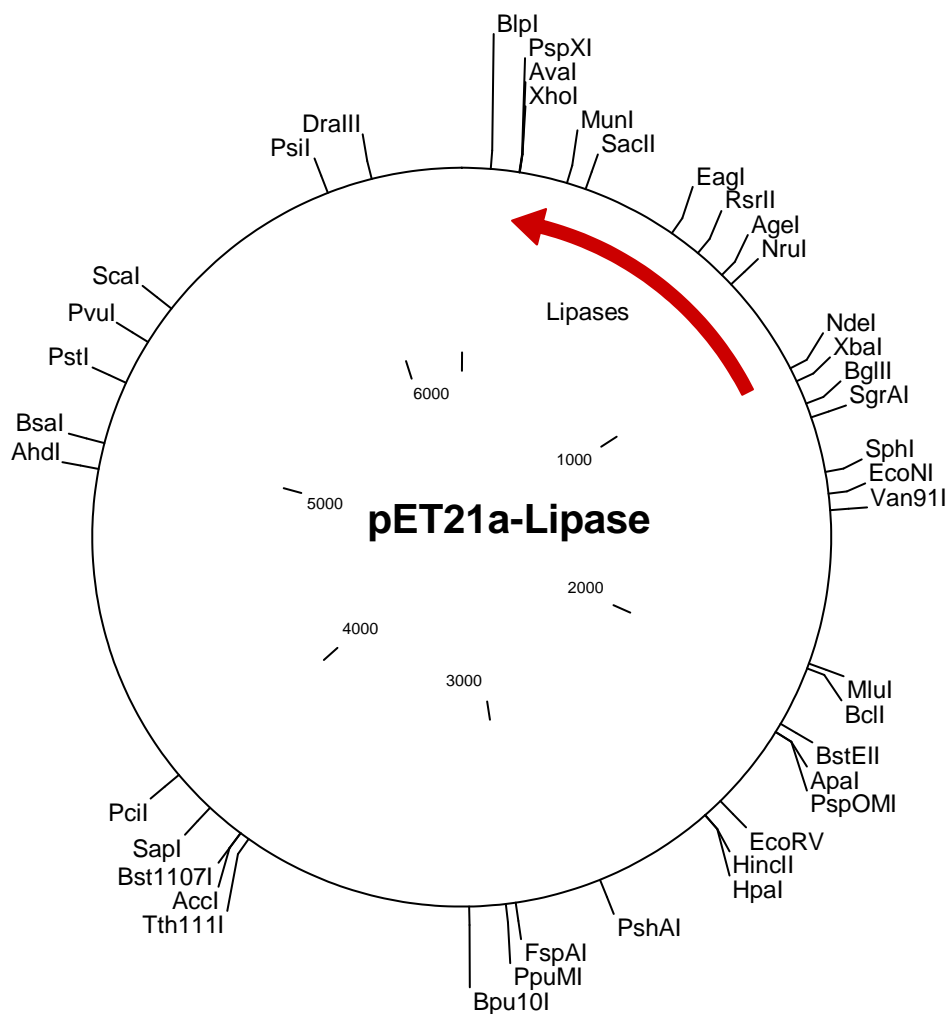 BlpI
PspXI
AvaI
XhoI
MunI
SacII
EagI
RsrII
AgeI
NruI
NdeI
XbaI
BglII
SgrAI
SphI
EcoNI
Van91I
MluI
BclI
BstEII
ApaI
PspOMI
EcoRV
HincII
HpaI
PshAI
FspAI
PpuMI
Bpu10I
Tth111I
AccI
Bst1107I
SapI
PciI
AhdI
BsaI
PstI
PvuI
ScaI
PsiI
DraIII
Lipases
6000
1000
5000
pET21a-Lipase
2000
4000
3000